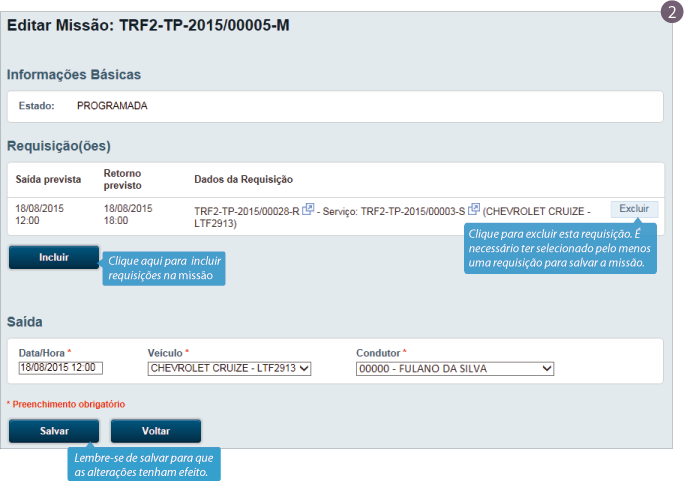 2
Editar Missão: TRF2-TP-2015/00005-M
Informações Básicas
Estado: PROGRAMADA
Requisição(ões)
Saída prevista Retorno previsto Dados da Requisição
18/08/2015 12:00 18/08/2015 18:00 TRF2-TP-2015/00028-R - Serviço: TRF2-TP-2015/00003-S (CHEVROLET CRUIZE - Excluir
LTF2913)
Clique para excluir esta requisição. É
necessário ter selecionado pelo menos
uma requisição para salvar a missão.
Incluir
Clique aqui para incluir
requisições na missão
Saída
Data/Hora * Veículo * Condutor *
18/08/2015 12:00 CHEVROLET CRUIZE - LTF2913 00000 - FULANO DA SILVA
* Preenchimento obrigatório
Salvar Voltar
Lembre-se de salvar para que
as alterações tenham efeito.